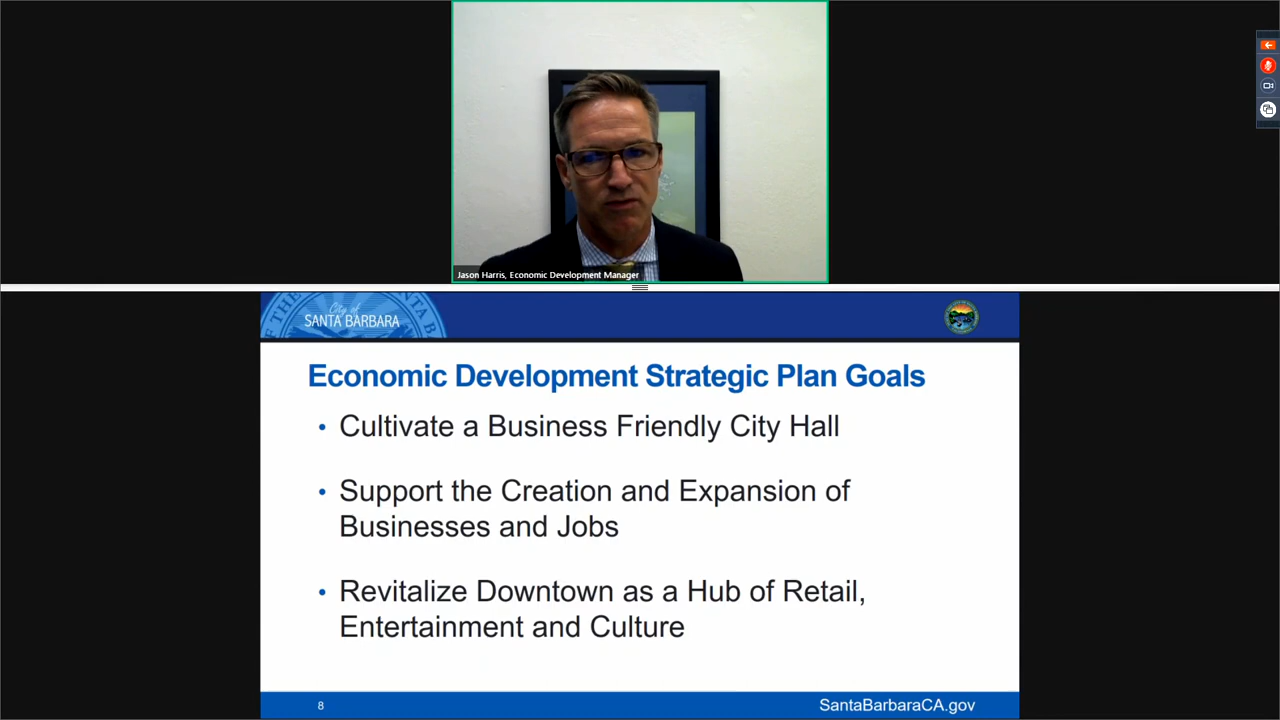 Jason Harris, Economic Development Manager
City of
SANTA BARBARA
Economic Development Strategic Plan Goals
• Cultivate a Business Friendly City Hall
• Support the Creation and Expansion of
Businesses and Jobs
• Revitalize Downtown as a Hub of Retail,
Entertainment and Culture
8
SantaBarbaraCA.gov